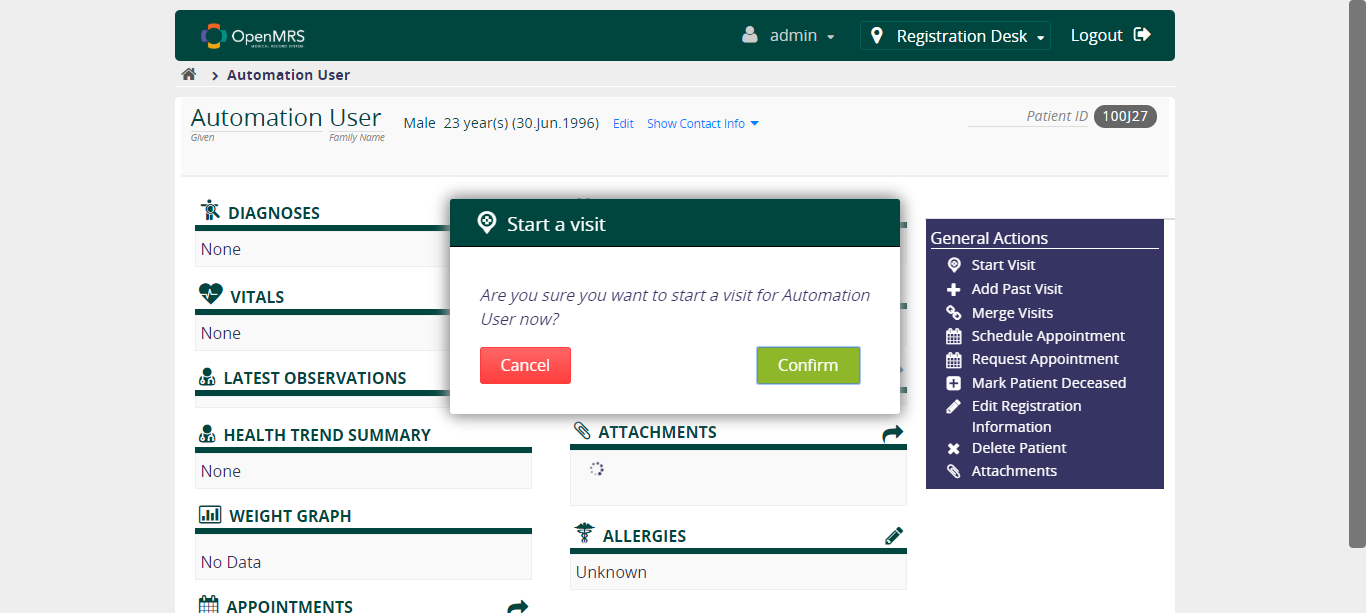 OpenMRS
MEDICAL RECORD SYSTEM
admin
Registration Desk
Logout
Automation User
Automation User
Given
Family Name
Male 23 year(s) (30.Jun.1996) Edit Show Contact Info
Patient ID 100J27
DIAGNOSES
None
VITALS
None
LATEST OBSERVATIONS
HEALTH TREND SUMMARY
None
WEIGHT GRAPH
No Data
APPOINTMENTS
Start a visit
Are you sure you want to start a visit for Automation
User now?
Cancel
Confirm
ATTACHMENTS
ALLERGIES
Unknown
General Actions
Start Visit
Add Past Visit
Merge Visits
Schedule Appointment
Request Appointment
Mark Patient Deceased
Edit Registration
Information
Delete Patient
Attachments